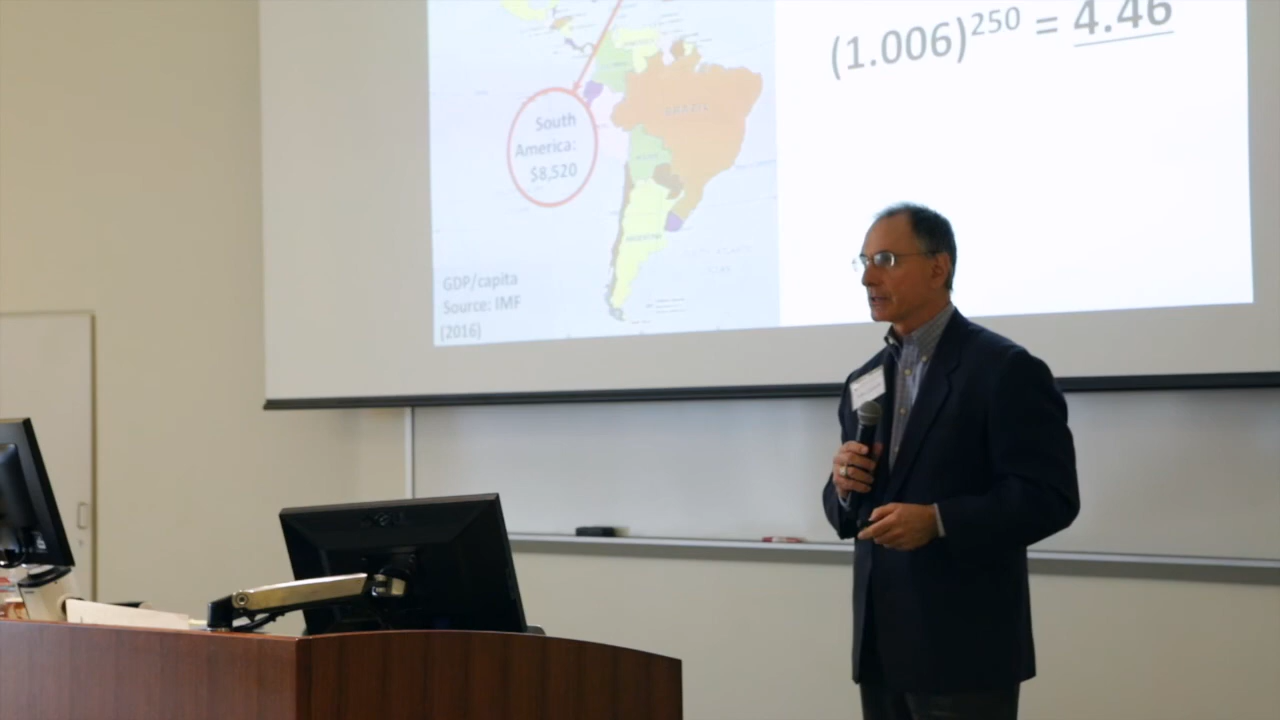 (1.006)²⁵⁰ = 4.46
South
America:
$8,520
BRAZIL
GDP/capita
Source: IMF
(2016)